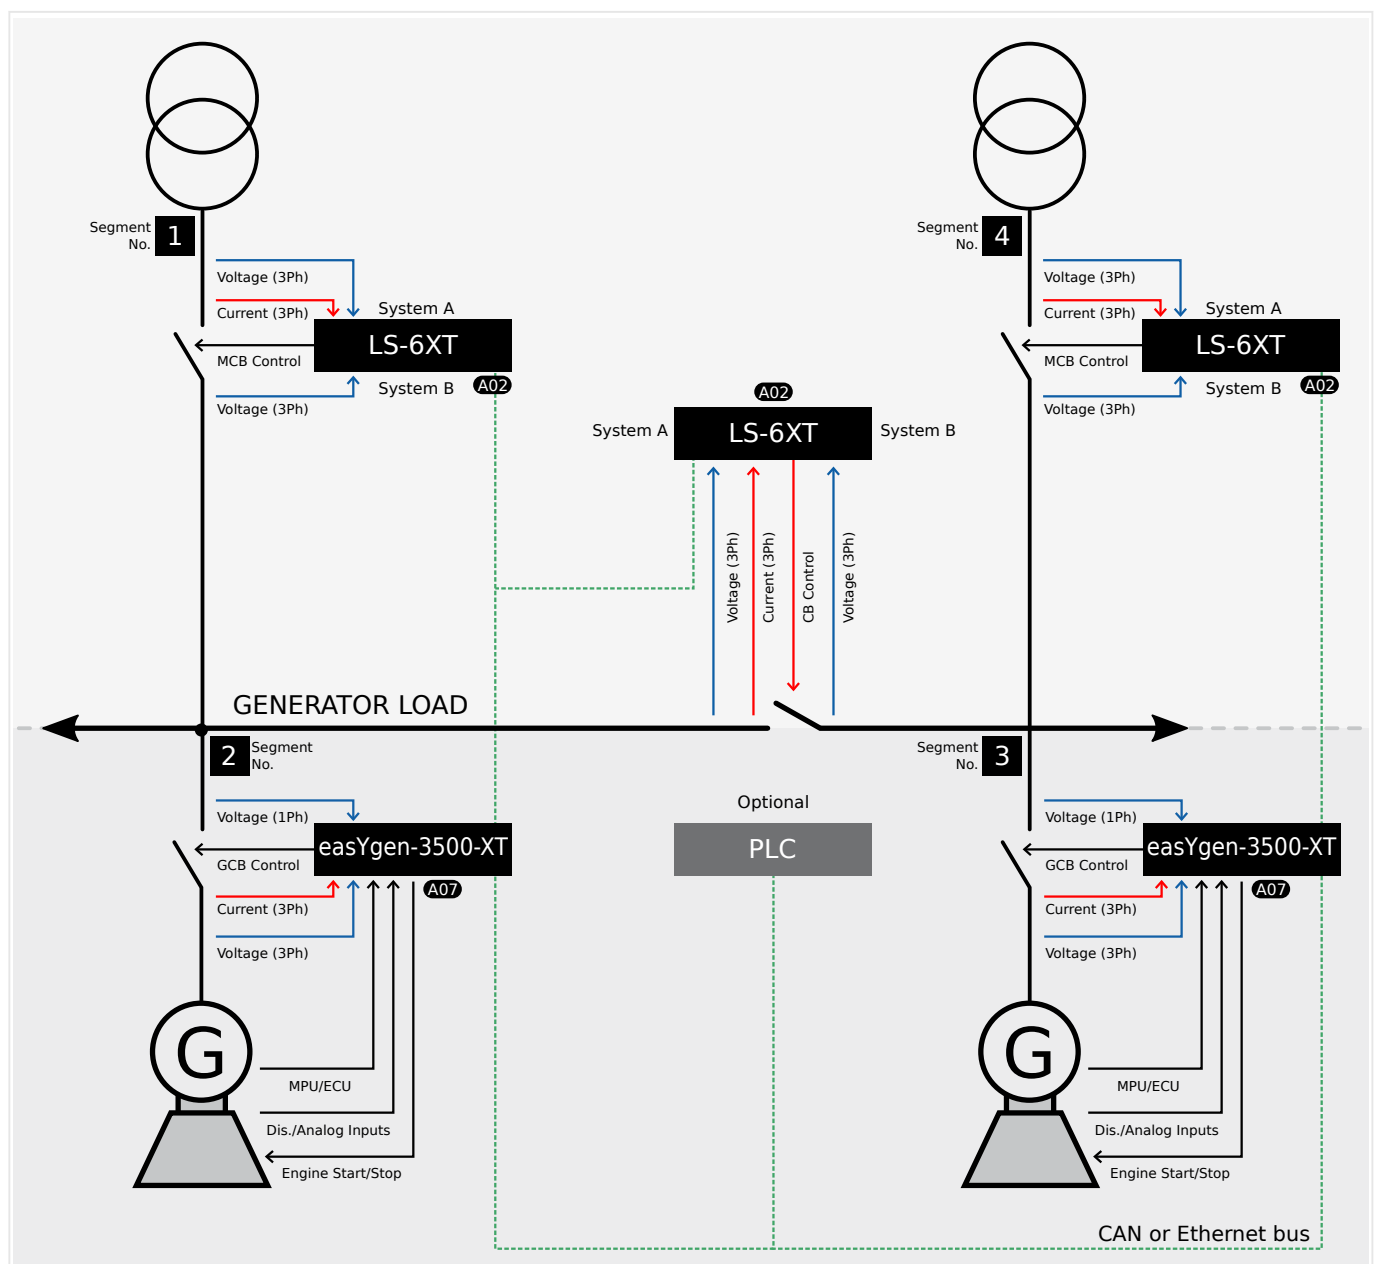 Segment
No.
1
Voltage (3Ph)
Current (3Ph)
System A
LS-6XT
MCB Control
System B
A02
Voltage (3Ph)
Segment
No.
4
Voltage (3Ph)
Current (3Ph)
System A
LS-6XT
MCB Control
System B
A02
Voltage (3Ph)
A02
System A
LS-6XT
System B
Voltage (3Ph)
Current (3Ph)
CB Control
Voltage (3Ph)
GENERATOR LOAD
2
Segment
No.
Voltage (1Ph)
easYgen-3500-XT
GCB Control
A07
Current (3Ph)
Voltage (3Ph)
G
MPU/ECU
Dis./Analog Inputs
Engine Start/Stop
Optional
PLC
Segment
No.
3
Voltage (1Ph)
easYgen-3500-XT
GCB Control
A07
Current (3Ph)
Voltage (3Ph)
G
MPU/ECU
Dis./Analog Inputs
Engine Start/Stop
CAN or Ethernet bus